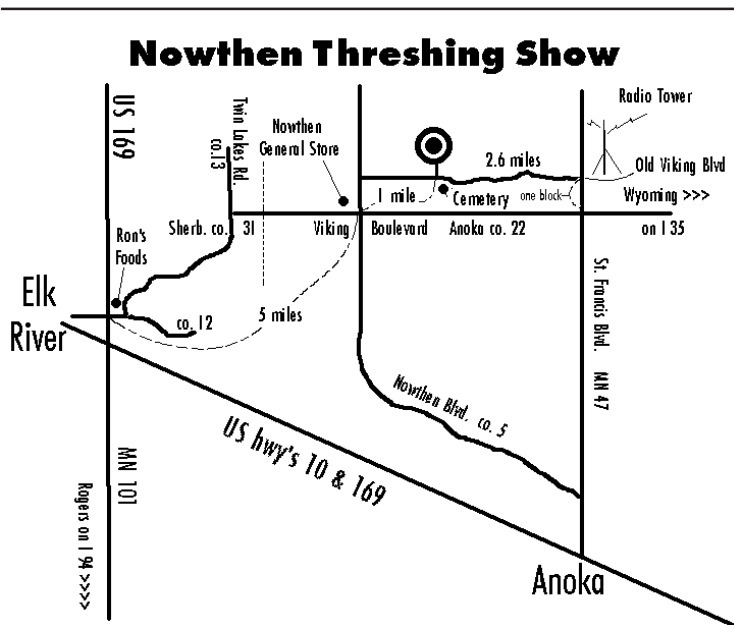 Nowthen Threshing Show
US 169
Twin Lakes Rd.
co.13
Nowthen
General Store
Radio Tower
2.6 miles
Old Viking Blvd
1 mile
Cemetery
one block
Wyoming >>>
Ron's
Foods
Sherb. co. 31
Viking Boulevard
Anoka co. 22
on I 35
Elk
River
co. 12
5 miles
St. Francis Blvd. MN 47
Nowthen Blvd. co. 5
US hwy's 10 & 169
MN 101
Rogers on I 94 >>>>>
Anoka